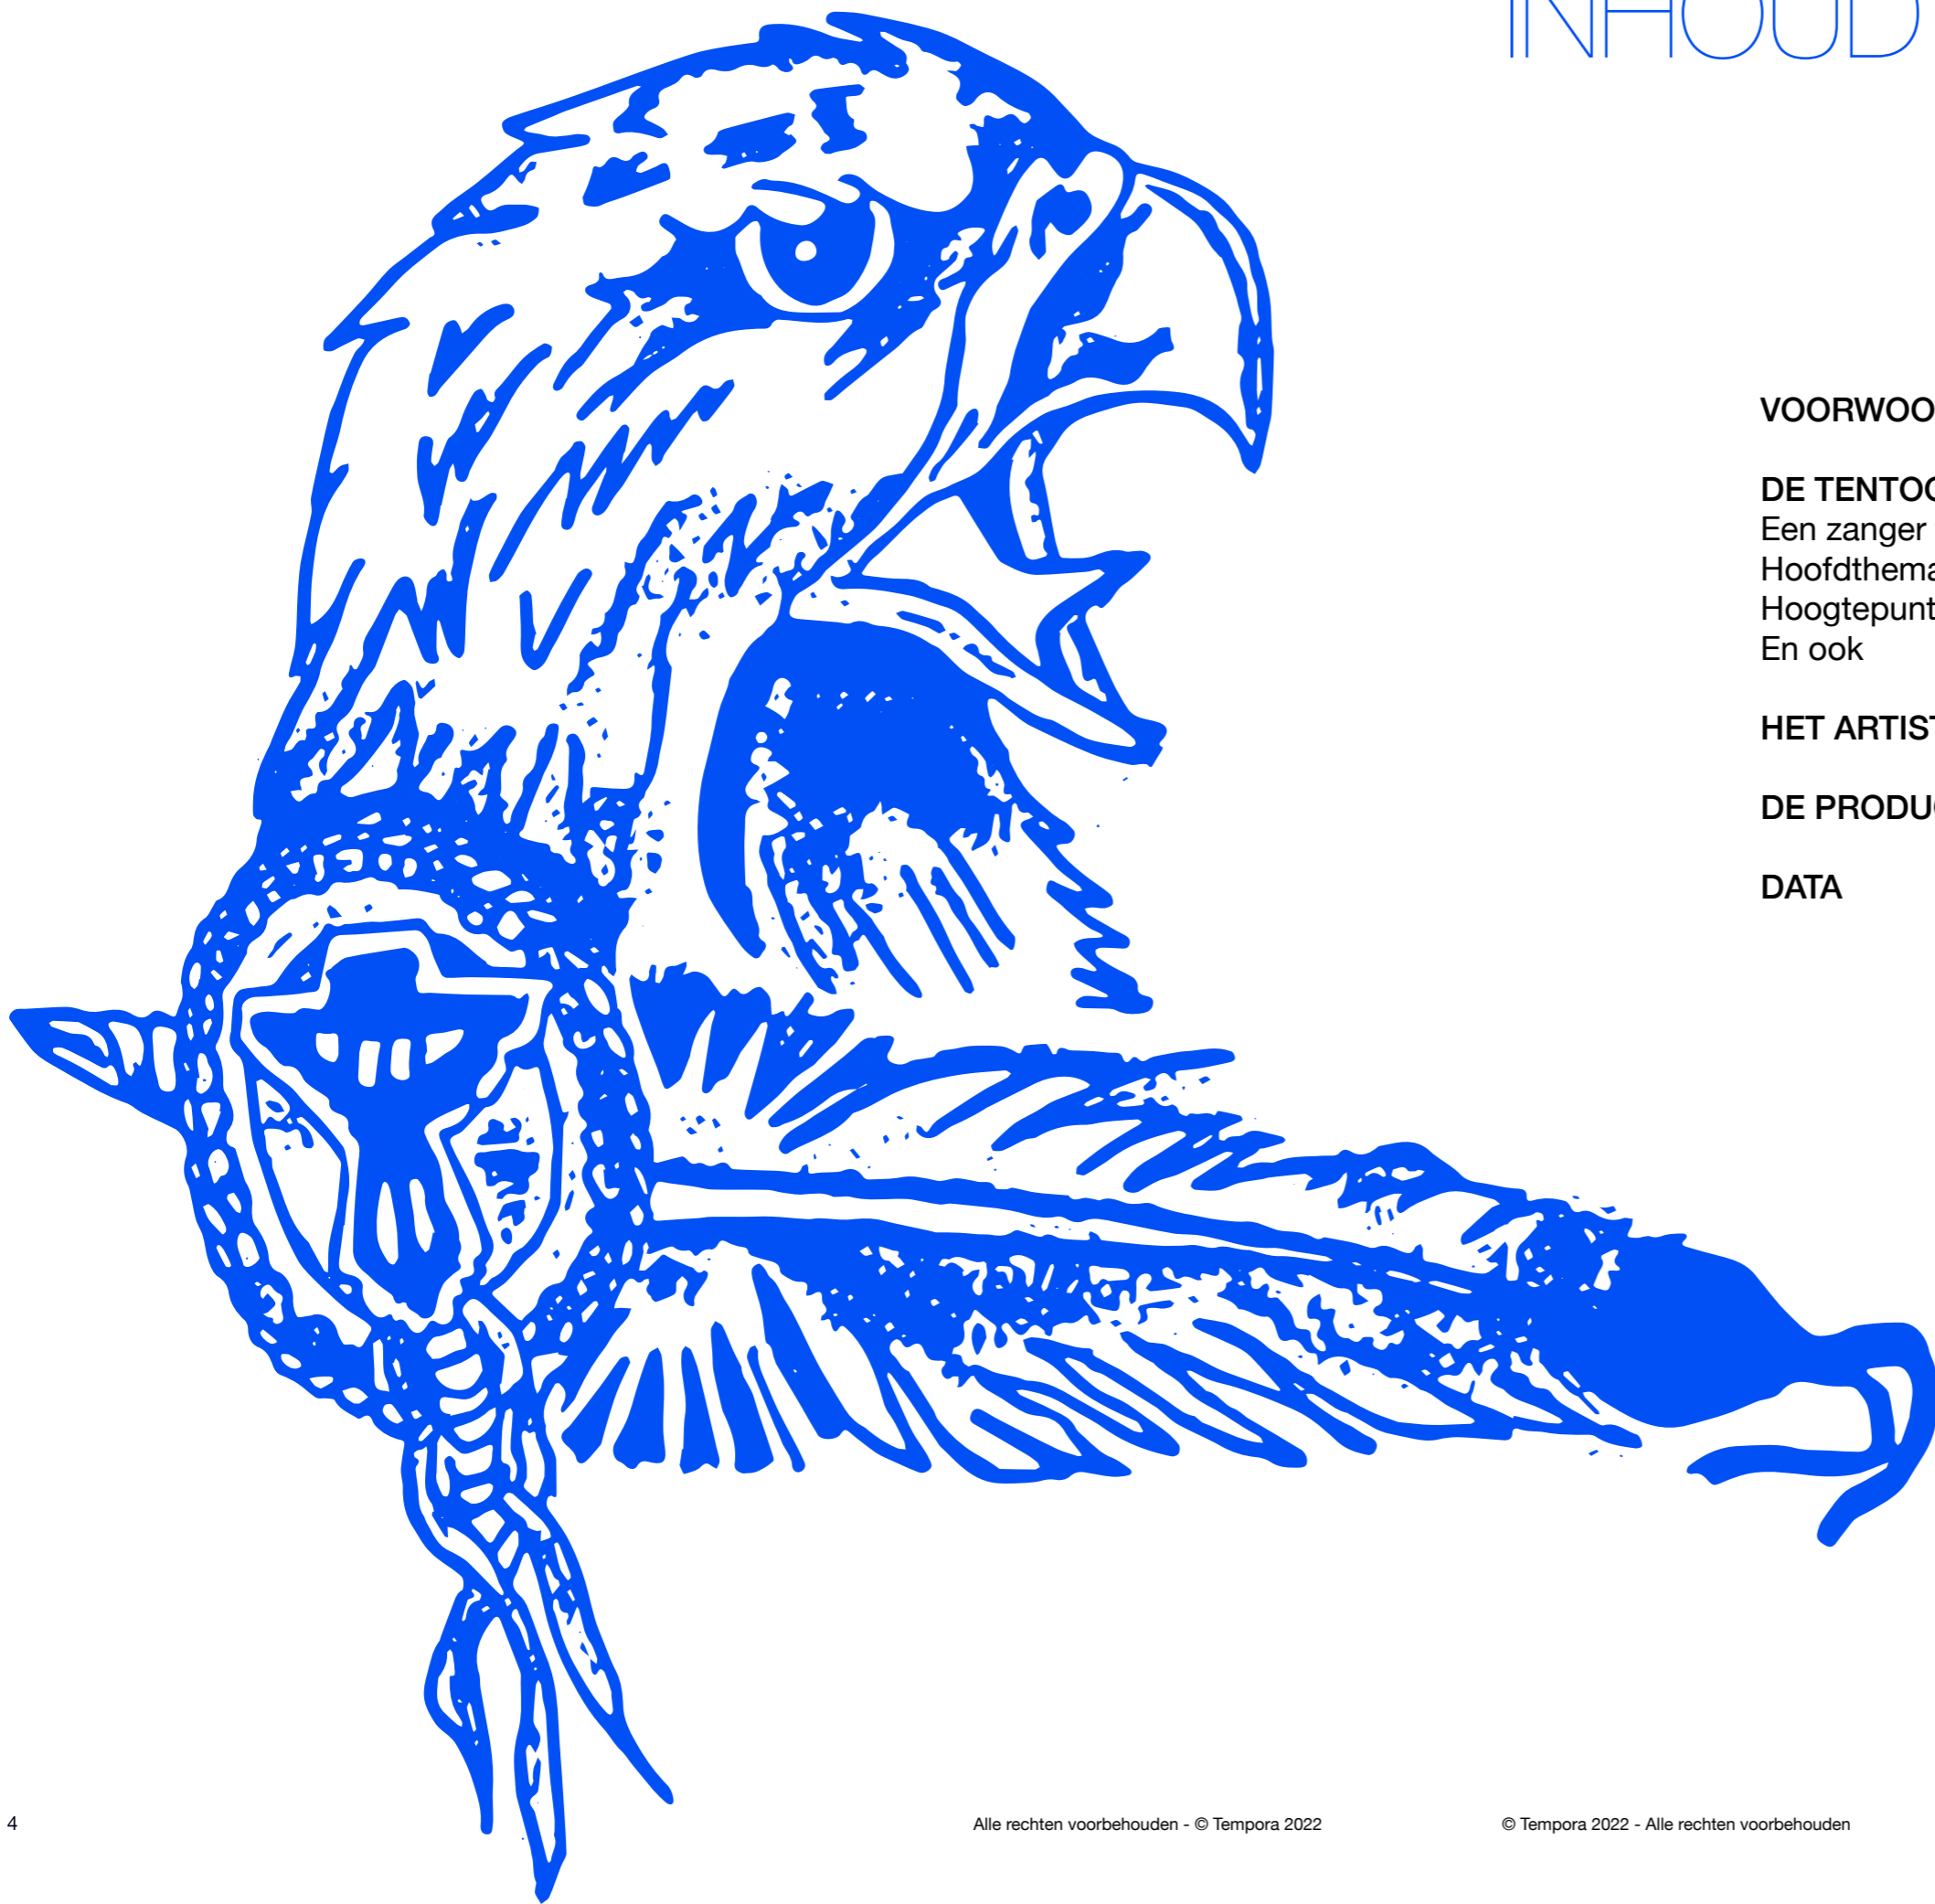 INHOUD
VOORWOO
DE TENTOO
Een zanger
Hoofdthema
Hoogtepunt
En ook
HET ARTIST
DE PRODUC
DATA
4
Alle rechten voorbehouden - © Tempora 2022
© Tempora 2022 - Alle rechten voorbehouden